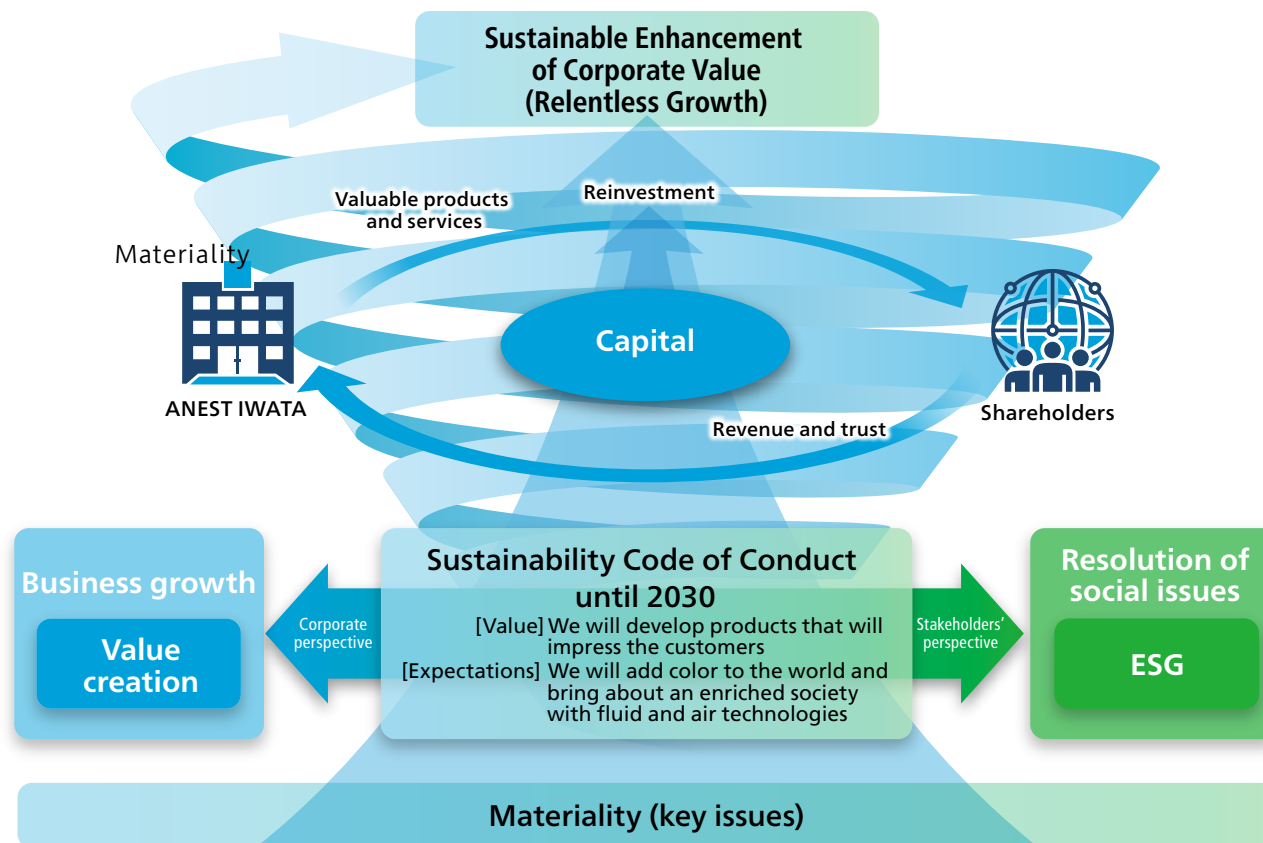 Sustainable Enhancement
of Corporate Value
(Relentless Growth)
Valuable products
and services
Reinvestment
Materiality
Capital
ANEST IWATA
Shareholders
Revenue and trust
Business growth
Value
creation
Corporate
perspective
Sustainability Code of Conduct
until 2030
[Value] We will develop products that will
impress the customers
[Expectations] We will add color to the world and
bring about an enriched society
with fluid and air technologies
Stakeholders’
perspective
Resolution of
social issues
ESG
Materiality (key issues)